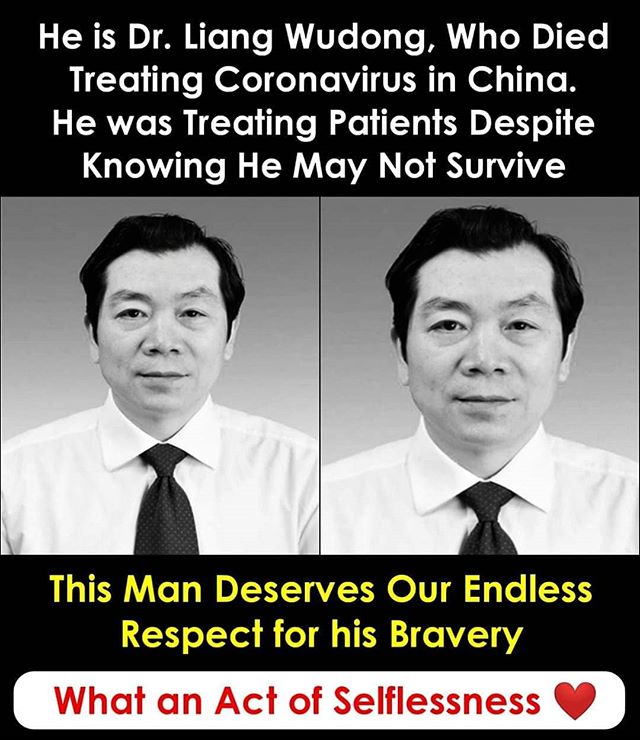 He is Dr. Liang Wudong, Who Died
Treating Coronavirus in China.
He was Treating Patients Despite
Knowing He May Not Survive
This Man Deserves Our Endless
Respect for his Bravery
What an Act of Selflessness ❤️